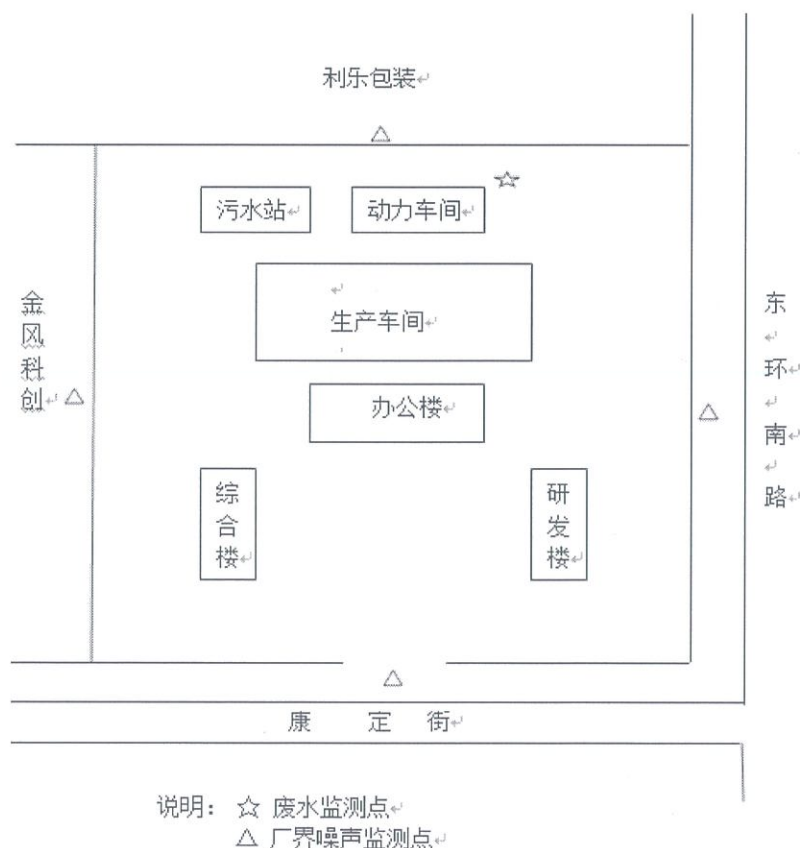 利乐包装
污水站
动力车间
生产车间
办公楼
金风科创
东环南路
综合楼
研发楼
康 定 街
说明：☆ 废水监测点
△ 厂界噪声监测点